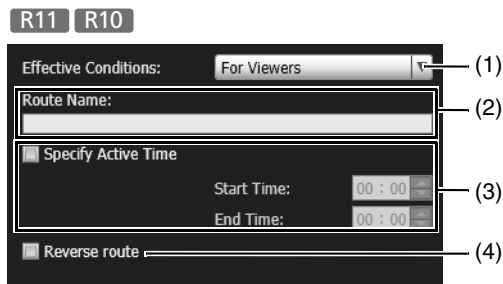 R11 R10
Effective Conditions: For Viewers (1)
Route Name: (2)
Specify Active Time
Start Time: 00 : 00 (3)
End Time: 00 : 00
Reverse route (4)